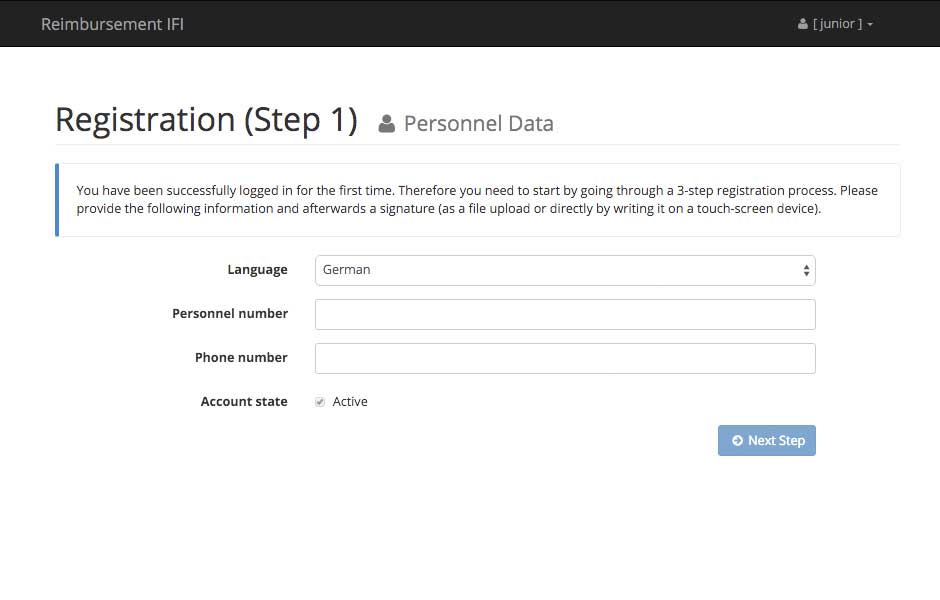 Reimbursement IFI
[ junior ]
Registration (Step 1) Personnel Data
You have been successfully logged in for the first time. Therefore you need to start by going through a 3-step registration process. Please
provide the following information and afterwards a signature (as a file upload or directly by writing it on a touch-screen device).
Language German
Personnel number
Phone number
Account state Active
Next Step